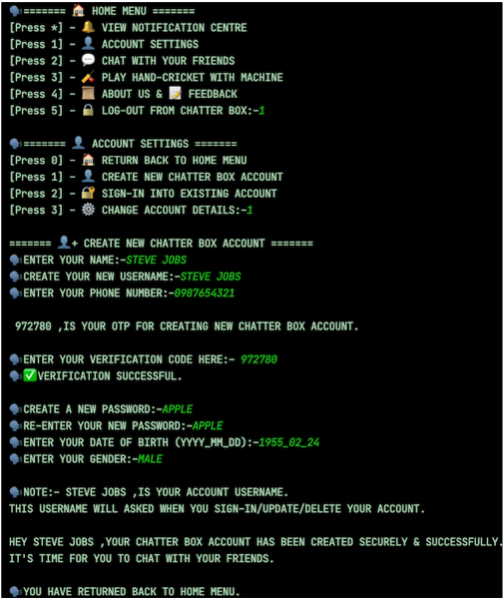 🗣️======= 🏠 HOME MENU =======
[Press *] - 🔔 VIEW NOTIFICATION CENTRE
[Press 1] - 👤 ACCOUNT SETTINGS
[Press 2] - 💬 CHAT WITH YOUR FRIENDS
[Press 3] - 🏏 PLAY HAND-CRICKET WITH MACHINE
[Press 4] - 📜 ABOUT US & 📝 FEEDBACK
[Press 5] - 🔒 LOG-OUT FROM CHATTER BOX:-1
🗣️======= 👤 ACCOUNT SETTINGS =======
[Press 0] - 🏠 RETURN BACK TO HOME MENU
[Press 1] - 👤 CREATE NEW CHATTER BOX ACCOUNT
[Press 2] - 🔐 SIGN-IN INTO EXISTING ACCOUNT
[Press 3] - ⚙️ CHANGE ACCOUNT DETAILS:-1
======= 👤+ CREATE NEW CHATTER BOX ACCOUNT =======
🗣️ENTER YOUR NAME:-STEVE JOBS
🗣️CREATE YOUR NEW USERNAME:-STEVE JOBS
🗣️ENTER YOUR PHONE NUMBER:-0987654321
972780 ,IS YOUR OTP FOR CREATING NEW CHATTER BOX ACCOUNT.
🗣️ENTER YOUR VERIFICATION CODE HERE:- 972780
🗣️✅VERIFICATION SUCCESSFUL.
🗣️CREATE A NEW PASSWORD:-APPLE
🗣️RE-ENTER YOUR NEW PASSWORD:-APPLE
🗣️ENTER YOUR DATE OF BIRTH (YYYY_MM_DD):-1955_02_24
🗣️ENTER YOUR GENDER:-MALE
🗣️NOTE:- STEVE JOBS ,IS YOUR ACCOUNT USERNAME.
THIS USERNAME WILL ASKED WHEN YOU SIGN-IN/UPDATE/DELETE YOUR ACCOUNT.
HEY STEVE JOBS ,YOUR CHATTER BOX ACCOUNT HAS BEEN CREATED SECURELY & SUCCESSFULLY.
IT'S TIME FOR YOU TO CHAT WITH YOUR FRIENDS.
🗣️YOU HAVE RETURNED BACK TO HOME MENU.